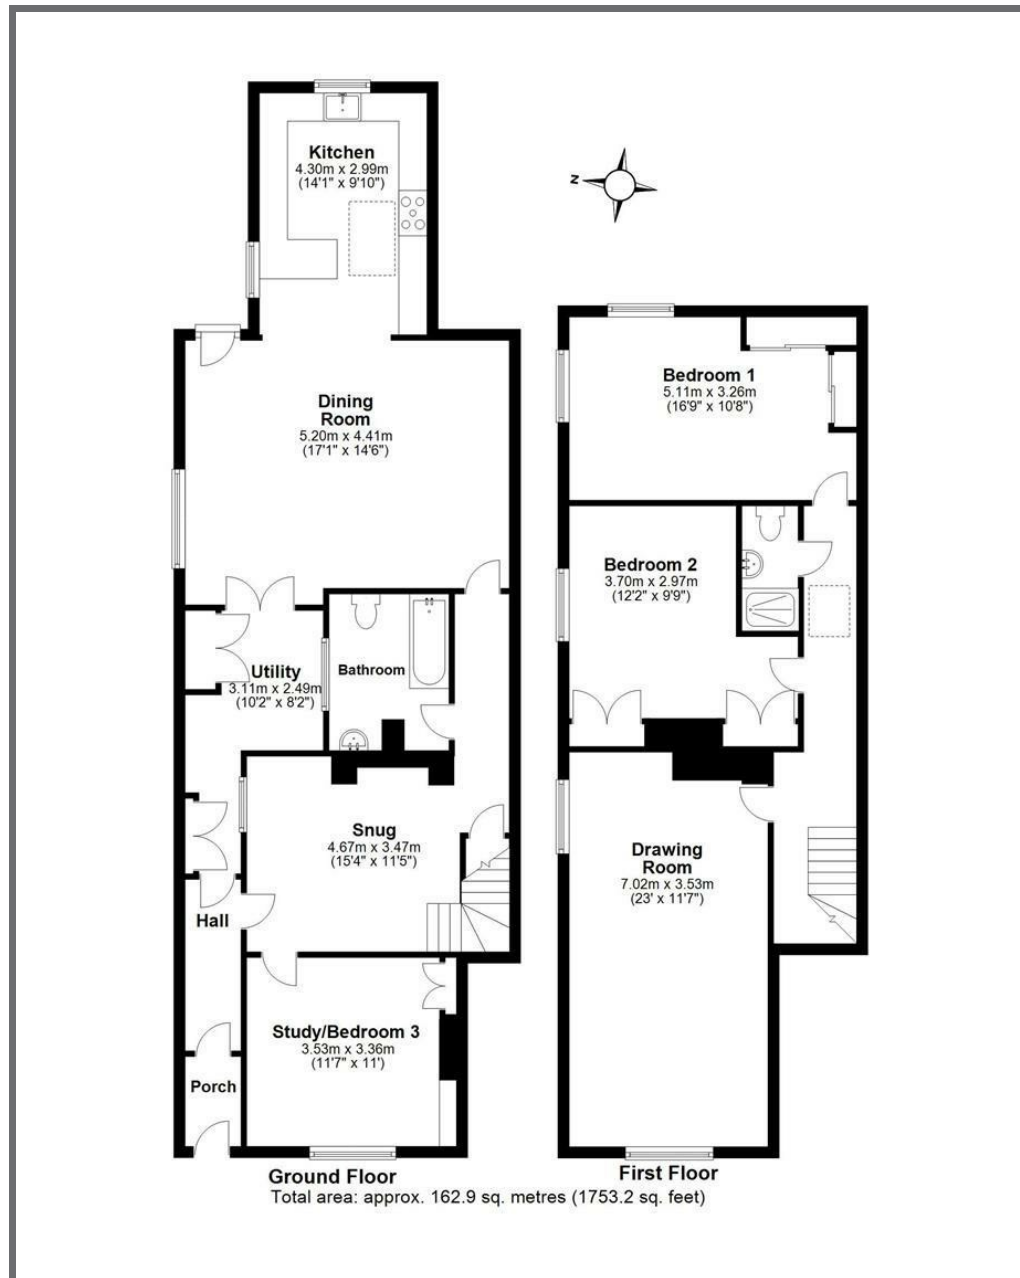 Kitchen
4.30m x 2.99m
(14'1" x 9'10")
Z
Dining
Room
5.20m x 4.41m
(17'1" x 14'6")
Utility
3.11m x 2.49m
(10'2" x 8'2")
Bathroom
Snug
4.67m x 3.47m
(15'4" x 11'5")
Hall
Study/Bedroom 3
3.53m x 3.36m
(11'7" x 11')
Porch
Ground Floor
Bedroom 1
5.11m x 3.26m
(16'9" x 10'8")
Bedroom 2
3.70m x 2.97m
(12'2" x 9'9")
Drawing
Room
7.02m x 3.53m
(23' x 11'7")
First Floor
Total area: approx. 162.9 sq. metres (1753.2 sq. feet)